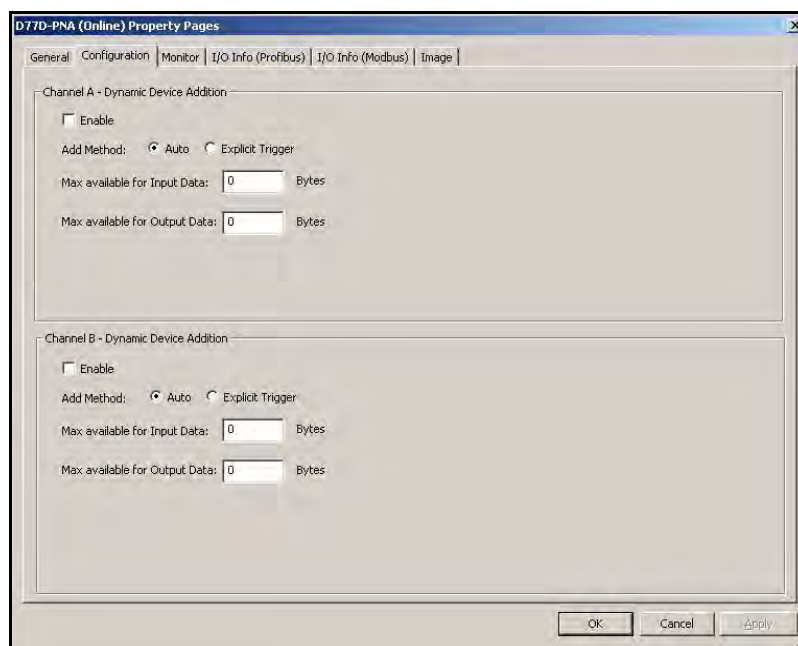 D77D-PNA (Online) Property Pages
General Configuration Monitor I/O Info (Profibus) I/O Info (Modbus) Image
Channel A - Dynamic Device Addition
Enable
Add Method: Auto Explicit Trigger
Max available for Input Data: 0 Bytes
Max available for Output Data: 0 Bytes
Channel B - Dynamic Device Addition
Enable
Add Method: Auto Explicit Trigger
Max available for Input Data: 0 Bytes
Max available for Output Data: 0 Bytes
OK Cancel Apply